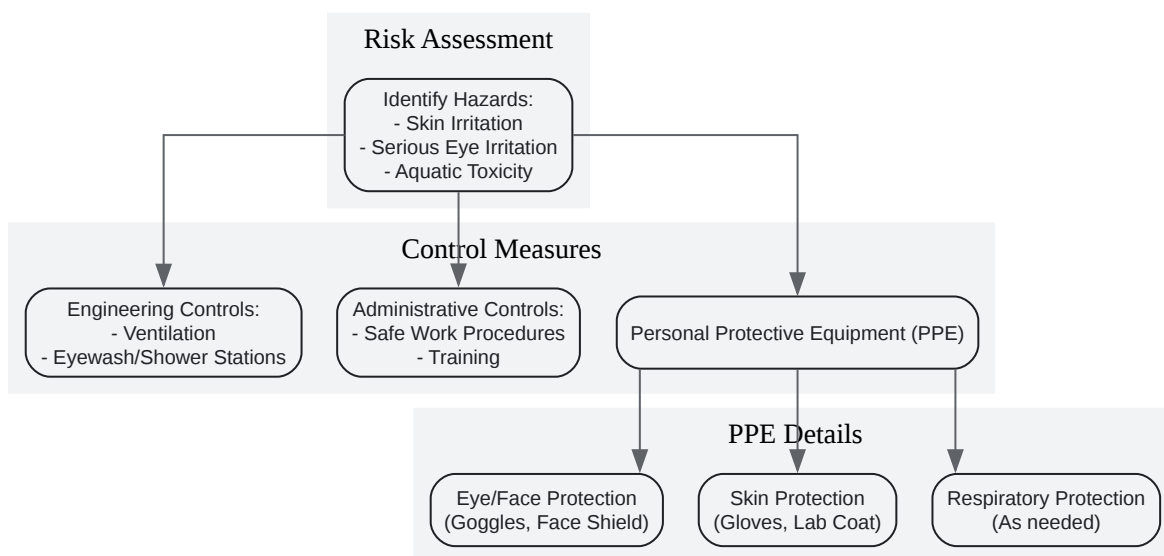 Risk Assessment
Identify Hazards:
- Skin Irritation
- Serious Eye Irritation
- Aquatic Toxicity
Control Measures
Engineering Controls:
- Ventilation
- Eyewash/Shower Stations
Administrative Controls:
- Safe Work Procedures
- Training
Personal Protective Equipment (PPE)
PPE Details
Eye/Face Protection
(Goggles, Face Shield)
Skin Protection
(Gloves, Lab Coat)
Respiratory Protection
(As needed)